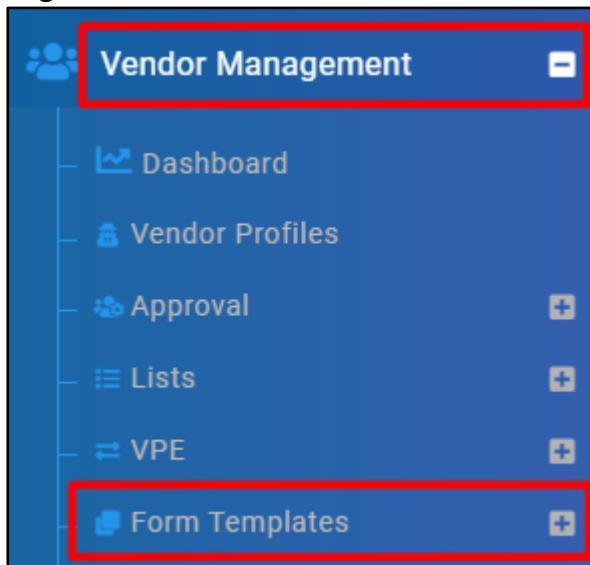 Vendor Management
Dashboard
Vendor Profiles
Approval
Lists
VPE
Form Templates